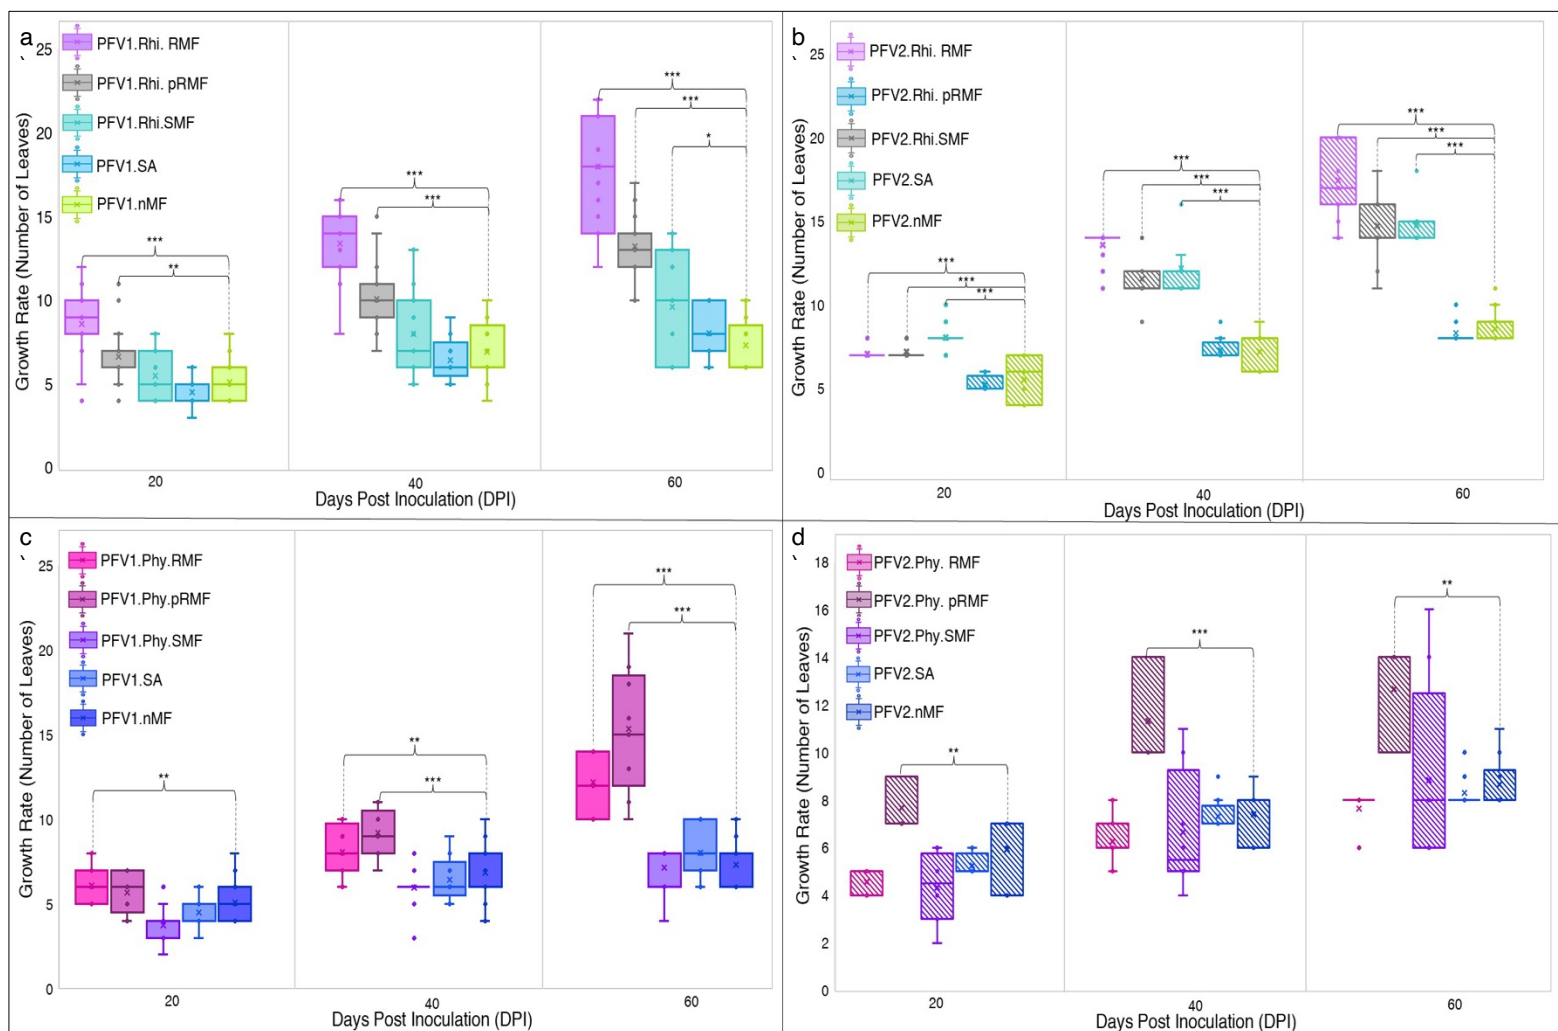 a
`
Growth Rate (Number of Leaves)
25
20
15
10
5
0
PFV1.Rhi. RMF
PFV1.Rhi. pRMF
PFV1.Rhi.SMF
PFV1.SA
PFV1.nMF
***
**
***
***
***
***
*
20
40
60
Days Post Inoculation (DPI)
b
`
Growth Rate (Number of Leaves)
25
20
15
10
5
0
PFV2.Rhi. RMF
PFV2.Rhi. pRMF
PFV2.Rhi.SMF
PFV2.SA
PFV2.nMF
***
***
***
***
***
***
***
***
***
20
40
60
Days Post Inoculation (DPI)
c
`
Growth Rate (Number of Leaves)
25
20
15
10
5
0
PFV1.Phy.RMF
PFV1.Phy.pRMF
PFV1.Phy.SMF
PFV1.SA
PFV1.nMF
**
**
***
***
***
20
40
60
Days Post Inoculation (DPI)
d
`
Growth Rate (Number of Leaves)
18
16
14
12
10
8
6
4
2
0
PFV2.Phy. RMF
PFV2.Phy. pRMF
PFV2.Phy.SMF
PFV2.SA
PFV2.nMF
**
***
**
20
40
60
Days Post Inoculation (DPI)